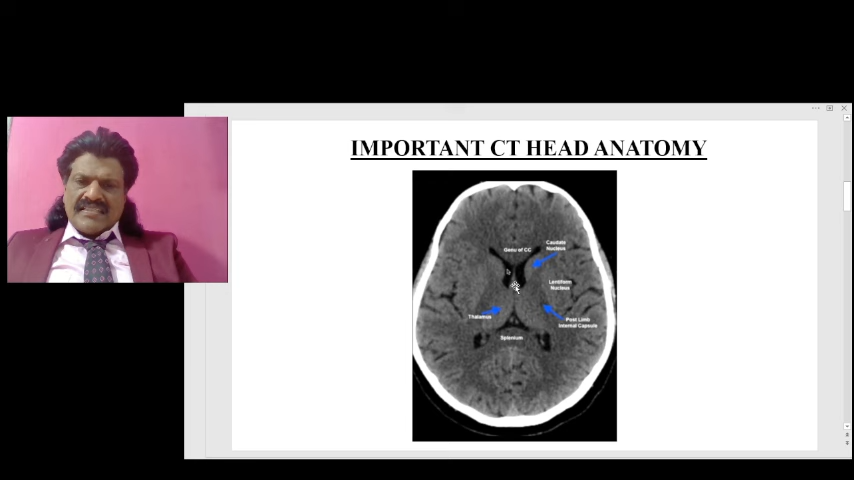 IMPORTANT CT HEAD ANATOMY
Genu of CC
Caudate
Nucleus
Lentiform
Nucleus
Thalamus
Post Limb
Internal Capsule
Splenium